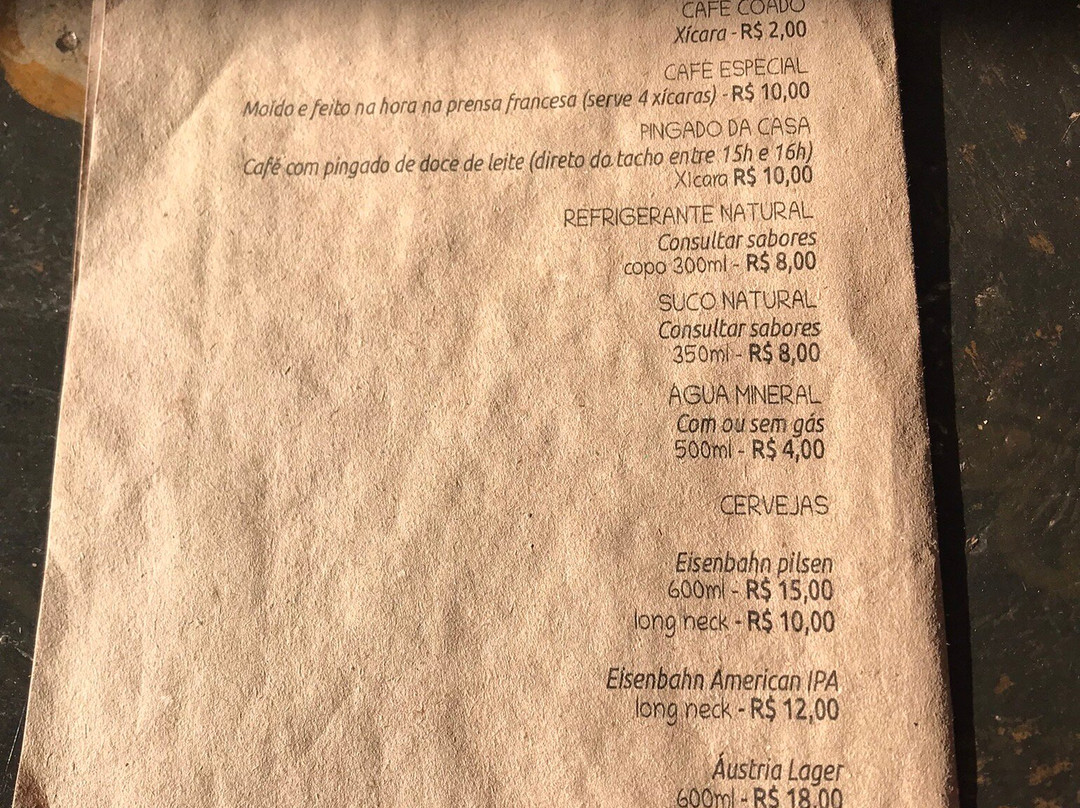 CAFÉ COADO
Xícara - R$ 2,00
CAFÉ ESPECIAL
Moído e feito na hora na prensa francesa (serve 4 xícaras) - R$ 10,00
PINGADO DA CASA
Café com pingado de doce de leite (direto do tacho entre 15h e 16h)
Xícara R$ 10,00
REFRIGERANTE NATURAL
Consultar sabores
copo 300ml - R$ 8,00
SUCO NATURAL
Consultar sabores
350ml - R$ 8,00
ÁGUA MINERAL
Com ou sem gás
500ml - R$ 4,00
CERVEJAS
Eisenbahn pilsen
600ml - R$ 15,00
long neck - R$ 10,00
Eisenbahn American IPA
long neck - R$ 12,00
Áustria Lager
600ml - R$ 18,00